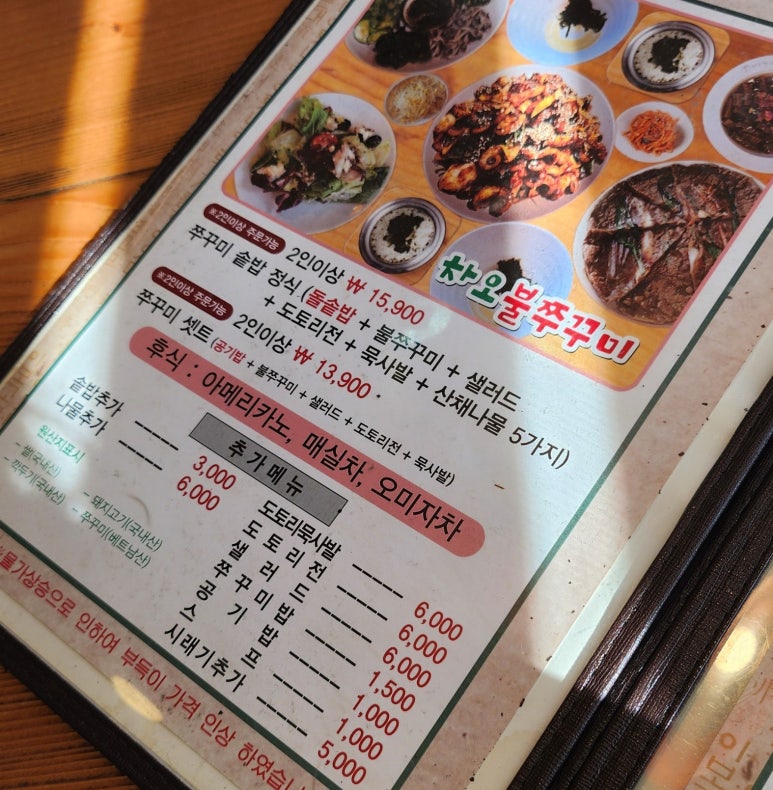 차오불쭈꾸미
※2인이상 주문가능
쭈꾸미 솥밥 정식 2인이상 ₩ 15,900
(돌솥밥 + 불쭈꾸미 + 샐러드
+ 도토리전 + 묵사발 + 산채나물 5가지)
※2인이상 주문가능
쭈꾸미 셋트 2인이상 ₩ 13,900
(공기밥 + 불쭈꾸미 + 샐러드 + 도토리전 + 묵사발)
후식 : 아메리카노, 매실차, 오미자차
추가메뉴
솥밥추가 ---- 3,000
나물추가 ---- 6,000
도토리묵사발 ---- 6,000
도토리전 ---- 6,000
샐러드 ---- 6,000
쭈꾸미밥 ---- 1,500
공기밥 ---- 1,000
스프 ---- 1,000
시래기추가 ---- 5,000
원산지표시
- 쌀(국내산) - 돼지고기(국내산)
- 깍두기(국내산) - 쭈꾸미(베트남산)
※물가상승으로 인하여 부득이 가격 인상 하였습니